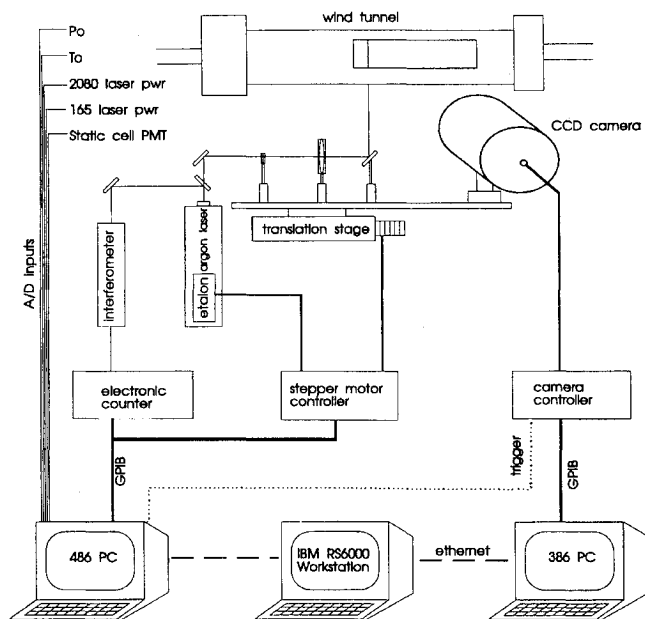 wind tunnel
Po
To
2080 laser pwr
165 laser pwr
Static cell PMT
CCD camera
A/D inputs
interferometer
etalon
argon laser
translation stage
electronic
counter
stepper motor
controller
camera
controller
GPIB
trigger
GPIB
486 PC
IBM RS6000
Workstation
ethernet
386 PC